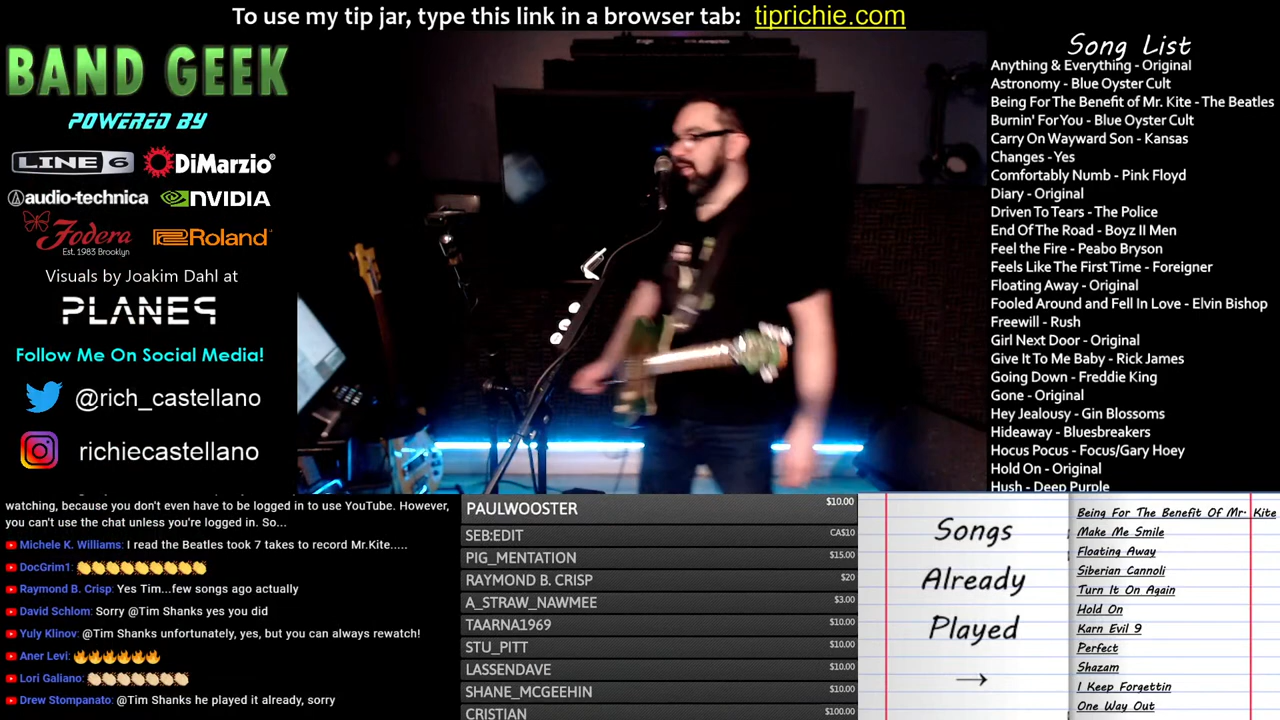 To use my tip jar, type this link in a browser tab: tiprichie.com
BAND GEEK
POWERED BY
LINE 6
DiMarzio®
audio-technica
NVIDIA
Fodera
Est. 1983 Brooklyn
Roland
Visuals by Joakim Dahl at
PLANE9
Follow Me On Social Media!
@rich_castellano
richiecastellano
Song List
Anything & Everything - Original
Astronomy - Blue Oyster Cult
Being For The Benefit of Mr. Kite - The Beatles
Burnin' For You - Blue Oyster Cult
Carry On Wayward Son - Kansas
Changes - Yes
Comfortably Numb - Pink Floyd
Diary - Original
Driven To Tears - The Police
End Of The Road - Boyz II Men
Feel the Fire - Peabo Bryson
Feels Like The First Time - Foreigner
Floating Away - Original
Fooled Around and Fell In Love - Elvin Bishop
Freewill - Rush
Girl Next Door - Original
Give It To Me Baby - Rick James
Going Down - Freddie King
Gone - Original
Hey Jealousy - Gin Blossoms
Hideaway - Bluesbreakers
Hocus Pocus - Focus/Gary Hoey
Hold On - Original
Hush - Deep Purple
watching, because you don't even have to be logged in to use YouTube. However,
you can't use the chat unless you're logged in. So...
Michele K. Williams: I read the Beatles took 7 takes to record Mr.Kite.....
DocGrim1: 👏👏👏👏👏👏👏👏👏
Raymond B. Crisp: Yes Tim...few songs ago actually
David Schlom: Sorry @Tim Shanks yes you did
Yuly Klinov: @Tim Shanks unfortunately, yes, but you can always rewatch!
Aner Levi: 🔥🔥🔥🔥🔥🔥
Lori Galiano: 👏🏼👏🏼👏🏼👏🏼👏🏼👏🏼👏🏼
Drew Stompanato: @Tim Shanks he played it already, sorry
PAULWOOSTER $10.00
SEB:EDIT CA$10
PIG_MENTATION $15.00
RAYMOND B. CRISP $20
A_STRAW_NAWMEE $3.00
TAARNA1969 $10.00
STU_PITT $10.00
LASSENDAVE $10.00
SHANE_MCGEEHIN $10.00
CRISTIAN $100.00
Songs
Already
Played
→
Being For The Benefit Of Mr. Kite
Make Me Smile
Floating Away
Siberian Cannoli
Turn It On Again
Hold On
Karn Evil 9
Perfect
Shazam
I Keep Forgettin
One Way Out